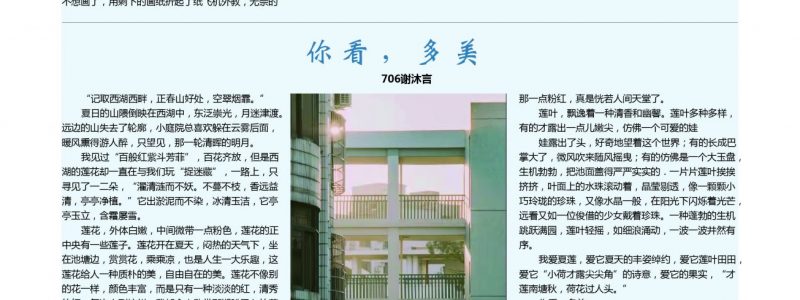 不想画了，用剩下的画纸折起了纸飞机外教，无奈的
你看，多美
706谢沐言
“记取西湖西畔，正春山好处，空翠烟霏。”
夏日的山隈倒映在西湖中，东泛崇光，月迷津渡。
远边的山失去了轮廓，小庭院总喜欢躲在云雾后面，
暖风熏得游人醉，只望见，那一轮清晖的明月。
我见过“百般红紫斗芳菲”，百花齐放，但是西
湖的莲花却一直在与我们玩“捉迷藏”，一路上，只
寻见了一二朵，“濯清涟而不妖。不蔓不枝，香远益
清，亭亭净植。”它出淤泥而不染，冰清玉洁，它亭
亭玉立，含霜屡雪。
莲花，外体白嫩，中间微带一点粉色，莲花的正
中央有一些莲子。莲花开在夏天，闷热的天气下，坐
在池塘边，赏赏花，乘乘凉，也是人生一大乐趣，这
莲花给人一种质朴的美，自由自在的美。莲花不像别
的花一样，颜色丰富，而是只有一种淡淡的红，清秀
那一点粉红，真是恍若人间天堂了。
莲叶，飘逸着一种清香和幽馨。莲叶多种多样，
有的才露出一点儿嫩尖，仿佛一个可爱的娃
娃露出了头，好奇地望着这个世界；有的长成巴
掌大了，微风吹来随风摇曳；有的仿佛是一个大玉盘，
生机勃勃，把池面盖得严严实实的．一片片莲叶挨挨
挤挤，叶面上的水珠滚动着，晶莹剔透，像一颗颗小
巧玲珑的珍珠，又像水晶一般，在阳光下闪烁着光芒，
远看又如一位俊俏的少女戴着珍珠。一种蓬勃的生机
跳跃满园，莲叶轻摇，如细浪涌动，一波一波井然有
序。
我爱夏莲，爱它夏天的丰姿绰约，爱它莲叶田田，
爱它“小荷才露尖尖角”的诗意，爱它的果实，“才
莲南塘秋，荷花过人头。”